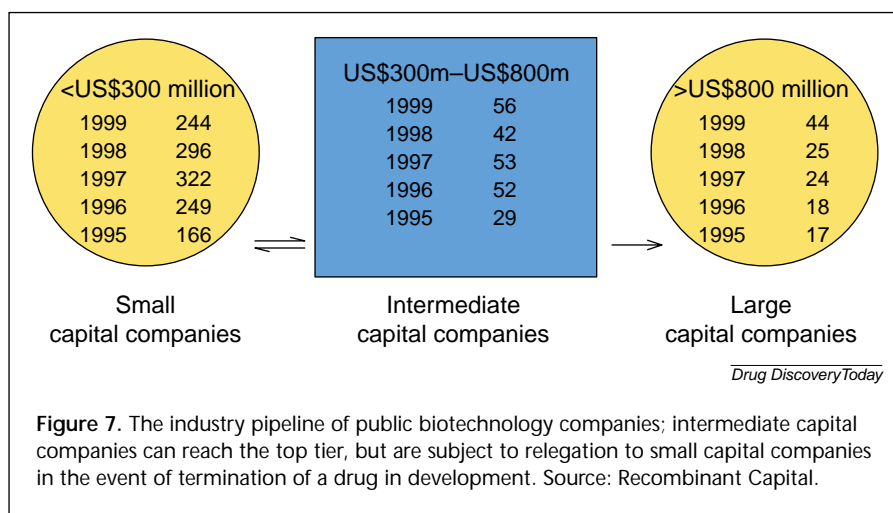 <US$300 million
1999 244
1998 296
1997 322
1996 249
1995 166
US$300m–US$800m
1999 56
1998 42
1997 53
1996 52
1995 29
>US$800 million
1999 44
1998 25
1997 24
1996 18
1995 17
Small
capital companies
Intermediate
capital companies
Large
capital companies
Drug DiscoveryToday
Figure 7. The industry pipeline of public biotechnology companies; intermediate capital
companies can reach the top tier, but are subject to relegation to small capital companies
in the event of termination of a drug in development. Source: Recombinant Capital.